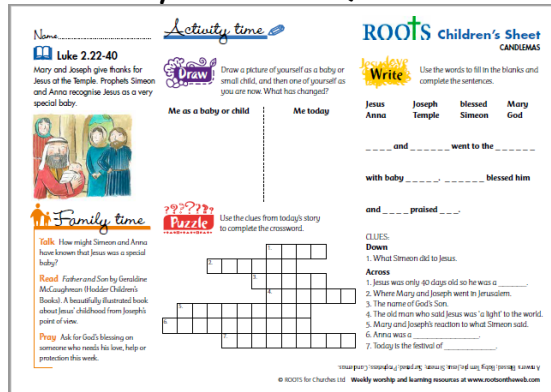 Name
Luke 2.22-40
Mary and Joseph give thanks for
Jesus at the Temple. Prophets Simeon
and Anna recognise Jesus as a very
special baby.
Family time
Talk How might Simeon and Anna
have known that Jesus was a special
baby?
Read Father and Son by Geraldine
McCaughrean (Hodder Children's
Books). A beautifully illustrated book
about Jesus' childhood from Joseph's
point of view.
Pray Ask for God's blessing on
someone who needs his love, help or
protection this week.
Activity time
Draw
Draw a picture of yourself as a baby or
small child, and then one of yourself as
you are now. What has changed?
Me as a baby or child Me today
Puzzle
Use the clues from today's story
to complete the crossword.
1.
2.
3.
4.
5.
6.
7.
ROOTS Children's Sheet
CANDLEMAS
Write
Use the words to fill in the blanks and
complete the sentences.
Jesus Joseph blessed Mary
Anna Temple Simeon God
_ _ _ _ and _ _ _ _ _ _ went to the _ _ _ _ _ _
with baby _ _ _ _ _. _ _ _ _ _ _ blessed him
and _ _ _ _ praised _ _ _.
CLUES:
Down
1. What Simeon did to Jesus.
Across
1. Jesus was only 40 days old so he was a _______.
2. Where Mary and Joseph went in Jerusalem.
3. The name of God's Son.
4. The old man who said Jesus was 'a light' to the world.
5. Mary and Joseph's reaction to what Simeon said.
6. Anna was a _______.
7. Today is the festival of _______.
Answers: Blessed, Baby, Temple, Jesus, Simeon, Surprised, Prophetess, Candlemas.
© ROOTS for Churches Ltd Weekly worship and learning resources at www.rootsontheweb.com